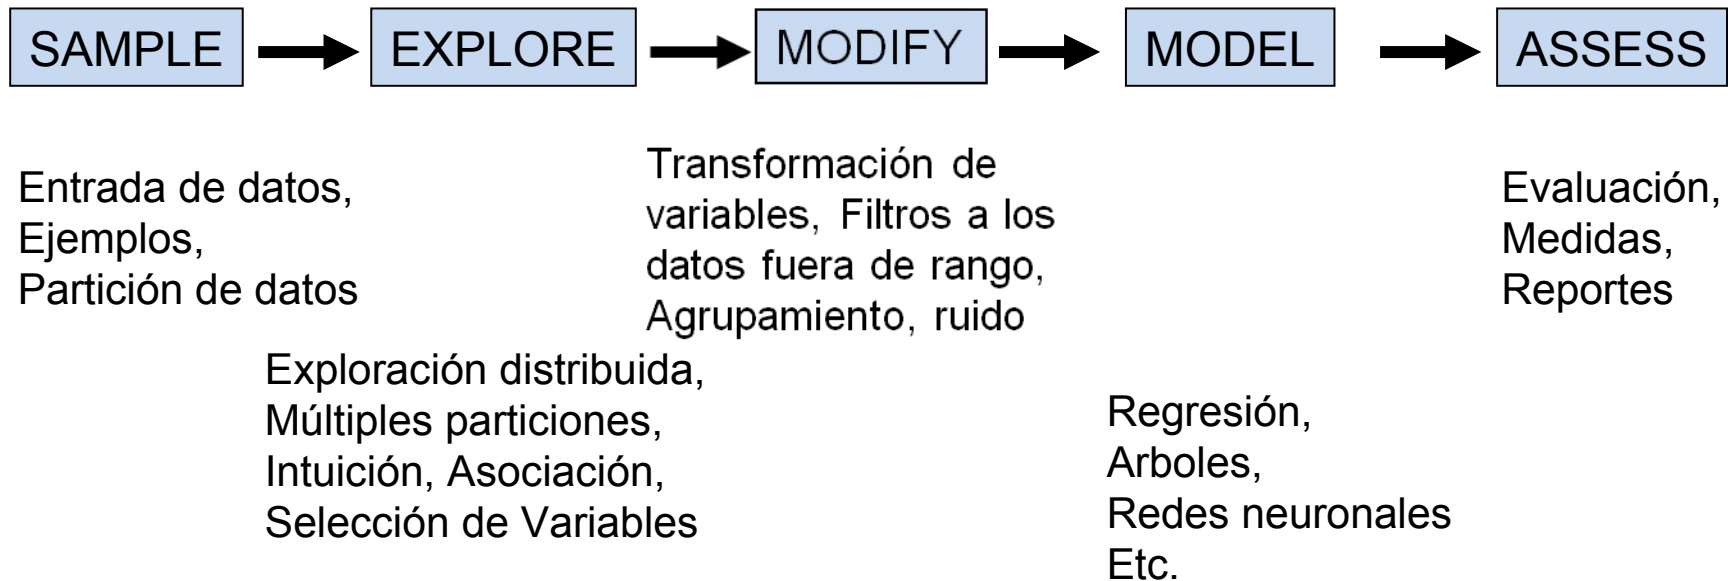 SAMPLE
EXPLORE
MODIFY
MODEL
ASSESS
Entrada de datos,
Ejemplos,
Partición de datos
Exploración distribuida,
Múltiples particiones,
Intuición, Asociación,
Selección de Variables
Transformación de
variables, Filtros a los
datos fuera de rango,
Agrupamiento, ruido
Regresión,
Arboles,
Redes neuronales
Etc.
Evaluación,
Medidas,
Reportes